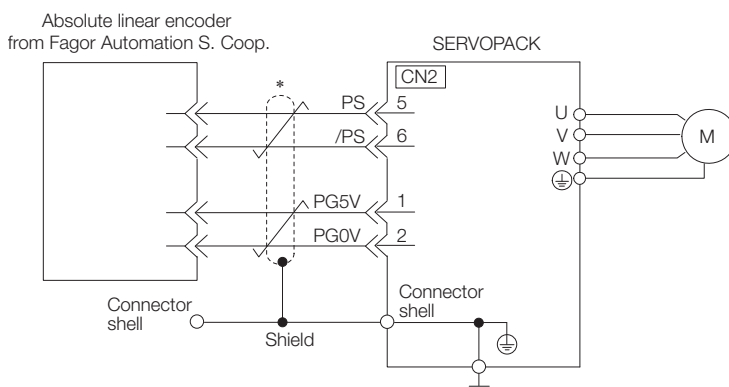 Absolute linear encoder
from Fagor Automation S. Coop.
SERVOPACK
CN2
*
PS
5
/PS
6
PG5V
1
PG0V
2
U
V
W
M
Connector
shell
Shield
Connector
shell